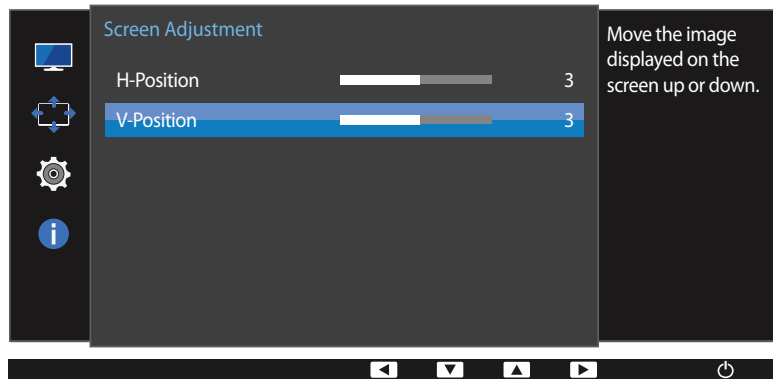 Screen Adjustment
H-Position 3
V-Position 3
Move the image
displayed on the
screen up or down.